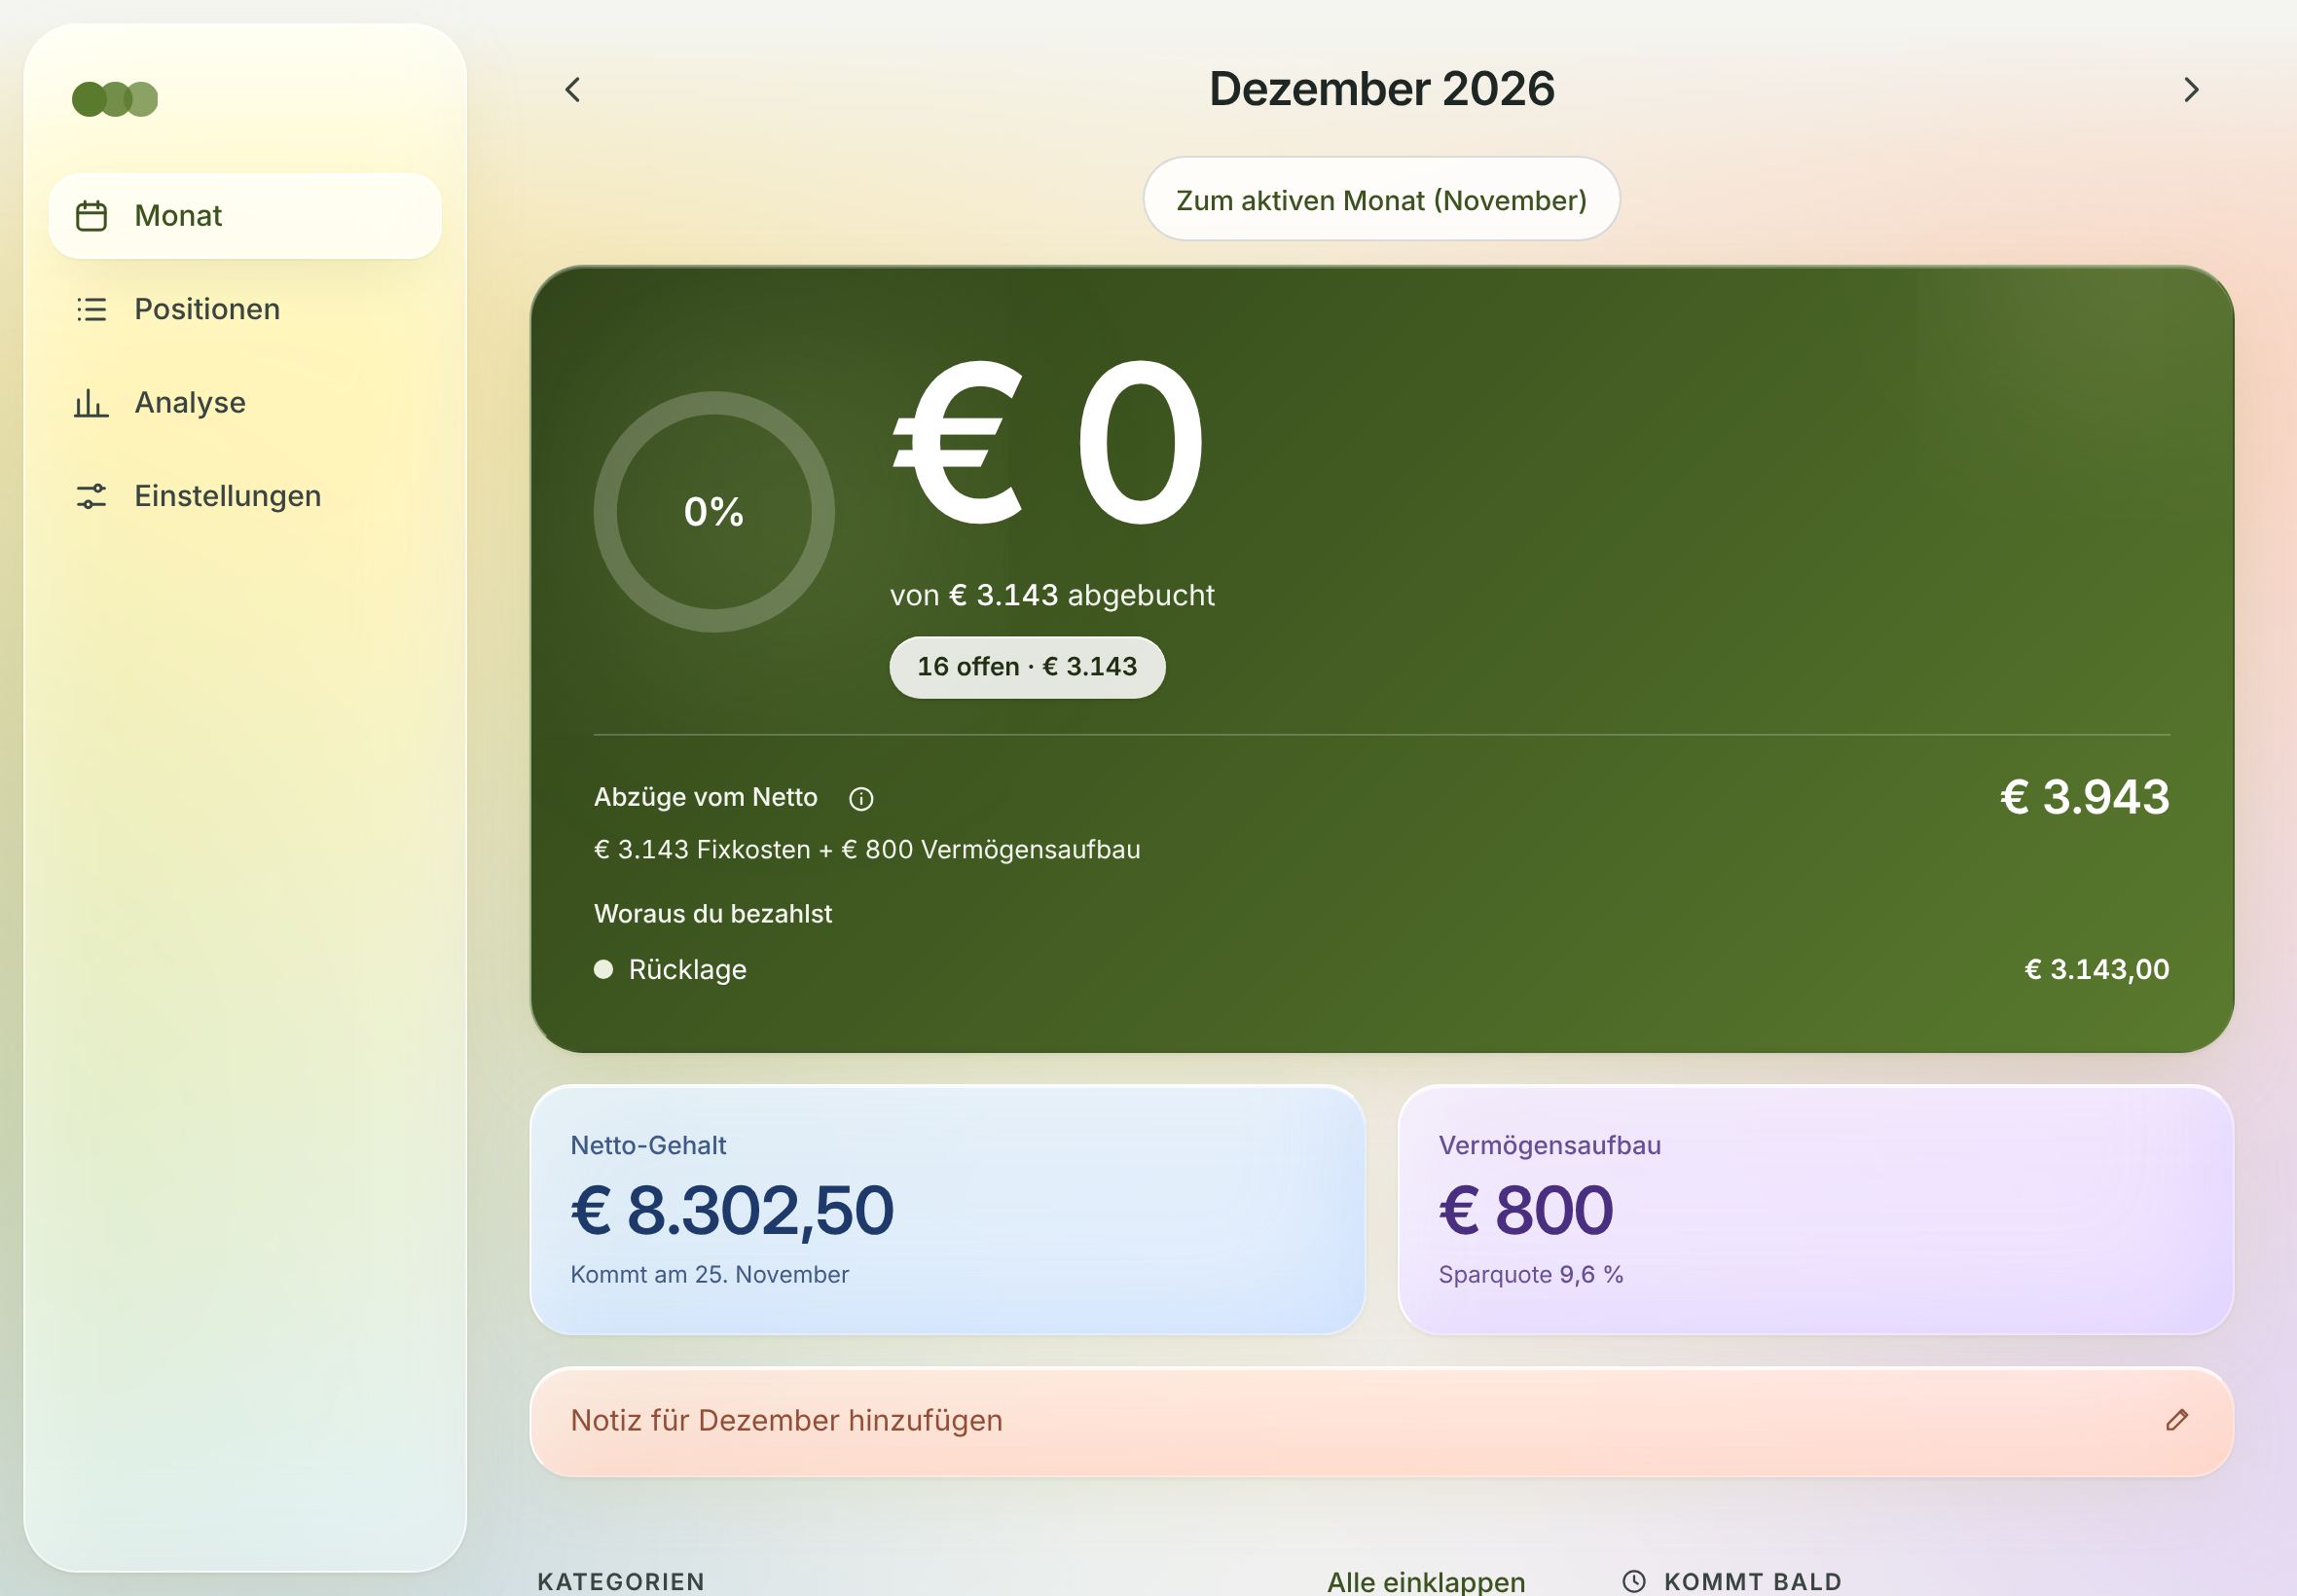 Dezember 2026
Zum aktiven Monat (November)
Monat
Positionen
Analyse
Einstellungen
0%
€ 0
von € 3.143 abgebucht
16 offen · € 3.143
Abzüge vom Netto
€ 3.943
€ 3.143 Fixkosten + € 800 Vermögensaufbau
Woraus du bezahlst
Rücklage
€ 3.143,00
Netto-Gehalt
€ 8.302,50
Kommt am 25. November
Vermögensaufbau
€ 800
Sparquote 9,6 %
Notiz für Dezember hinzufügen
KATEGORIEN
Alle einklappen
KOMMT BALD